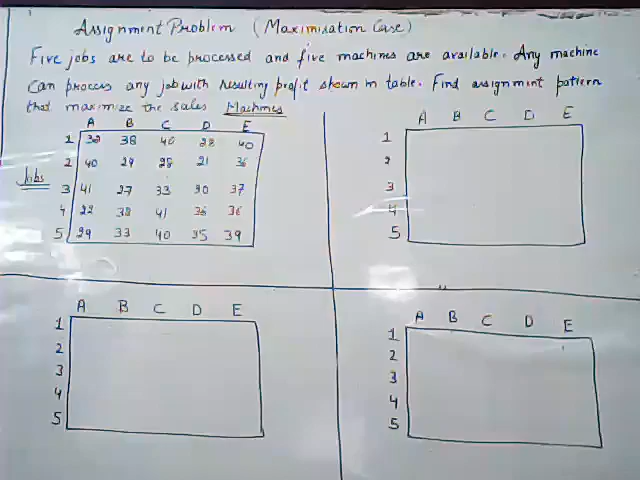 Assignment Problem (Maximisation Case)
Five jobs are to be processed and five machines are available. Any machine
can process any job with resulting profit shown in table. Find assignment pattern
that maximize the sales
Machines
A B C D E
1 32 38 40 28 40
2 40 24 28 21 36
Jobs
3 41 27 33 30 37
4 22 38 41 36 36
5 29 33 40 35 39
A B C D E
1
2
3
4
5
A B C D E
1
2
3
4
5
A B C D E
1
2
3
4
5